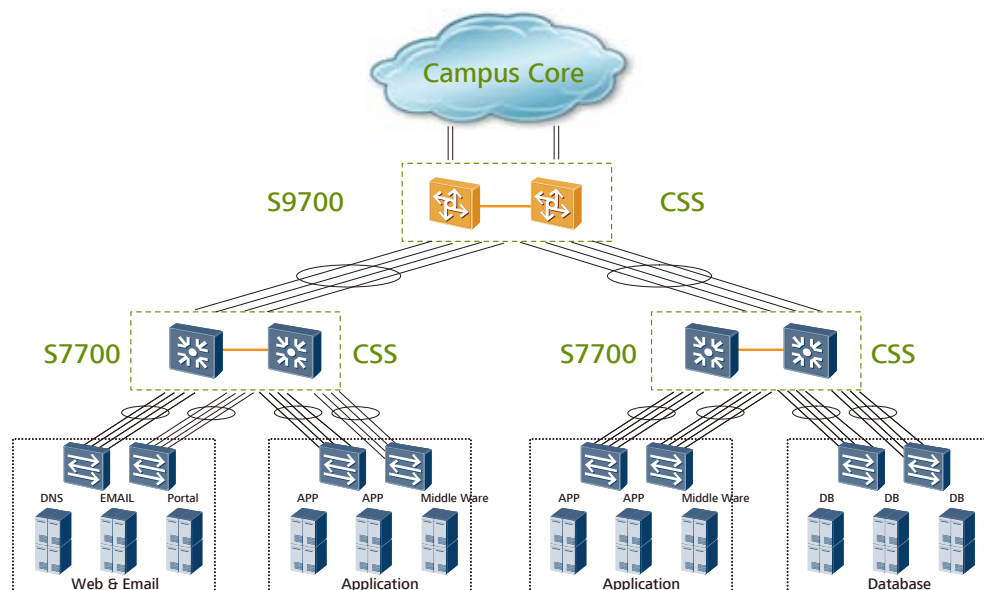 Campus Core
S9700
CSS
S7700
CSS
S7700
CSS
DNS
EMAIL
Portal
APP
APP
Middle Ware
APP
APP
Middle Ware
DB
DB
DB
Web & Email
Application
Application
Database